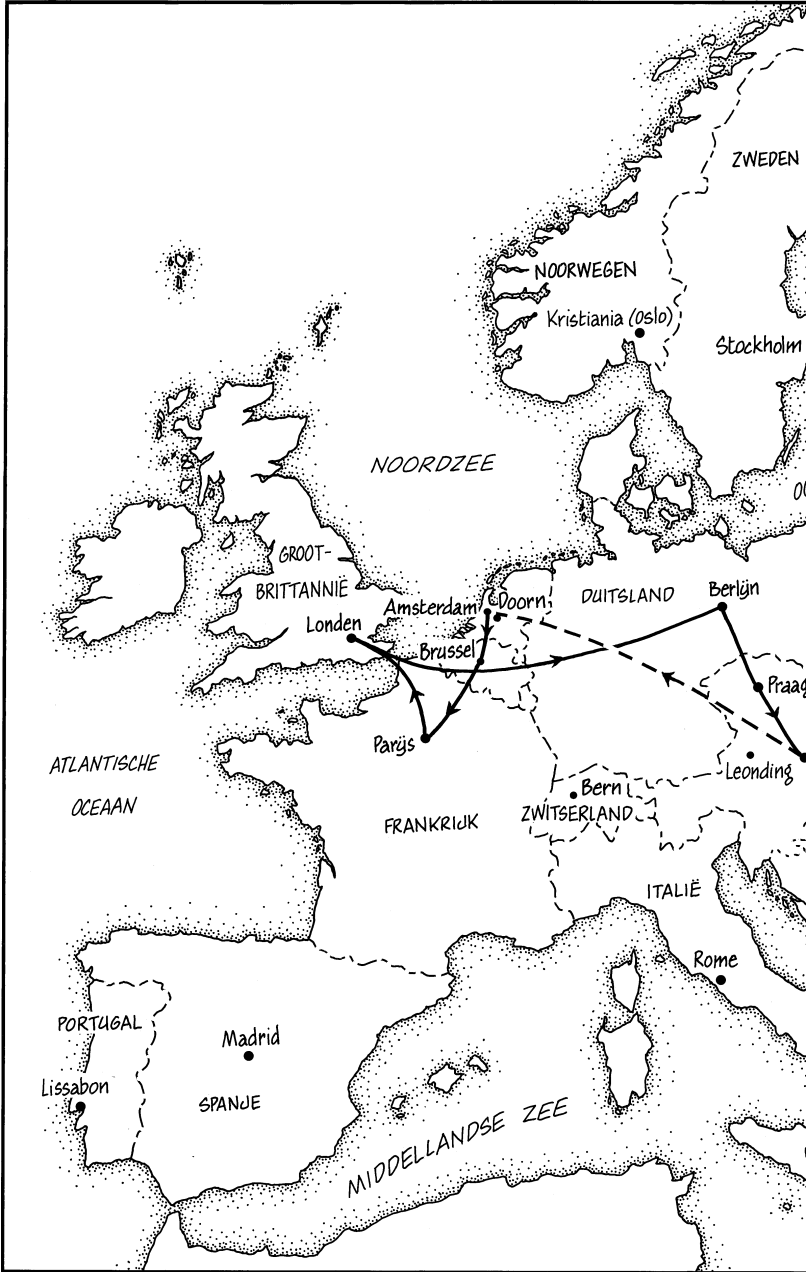 ZWEDEN
NOORWEGEN
Kristiania (Oslo)
Stockholm
NOORDZEE
GROOT-
BRITTANNIË
Londen
Amsterdam
Doorn
DUITSLAND
Berlijn
Brussel
Praag
Parijs
ATLANTISCHE
OCEAAN
Leonding
Bern
ZWITSERLAND
FRANKRIJK
ITALIË
Rome
PORTUGAL
Madrid
Lissabon
SPANJE
MIDDELLANDSE ZEE